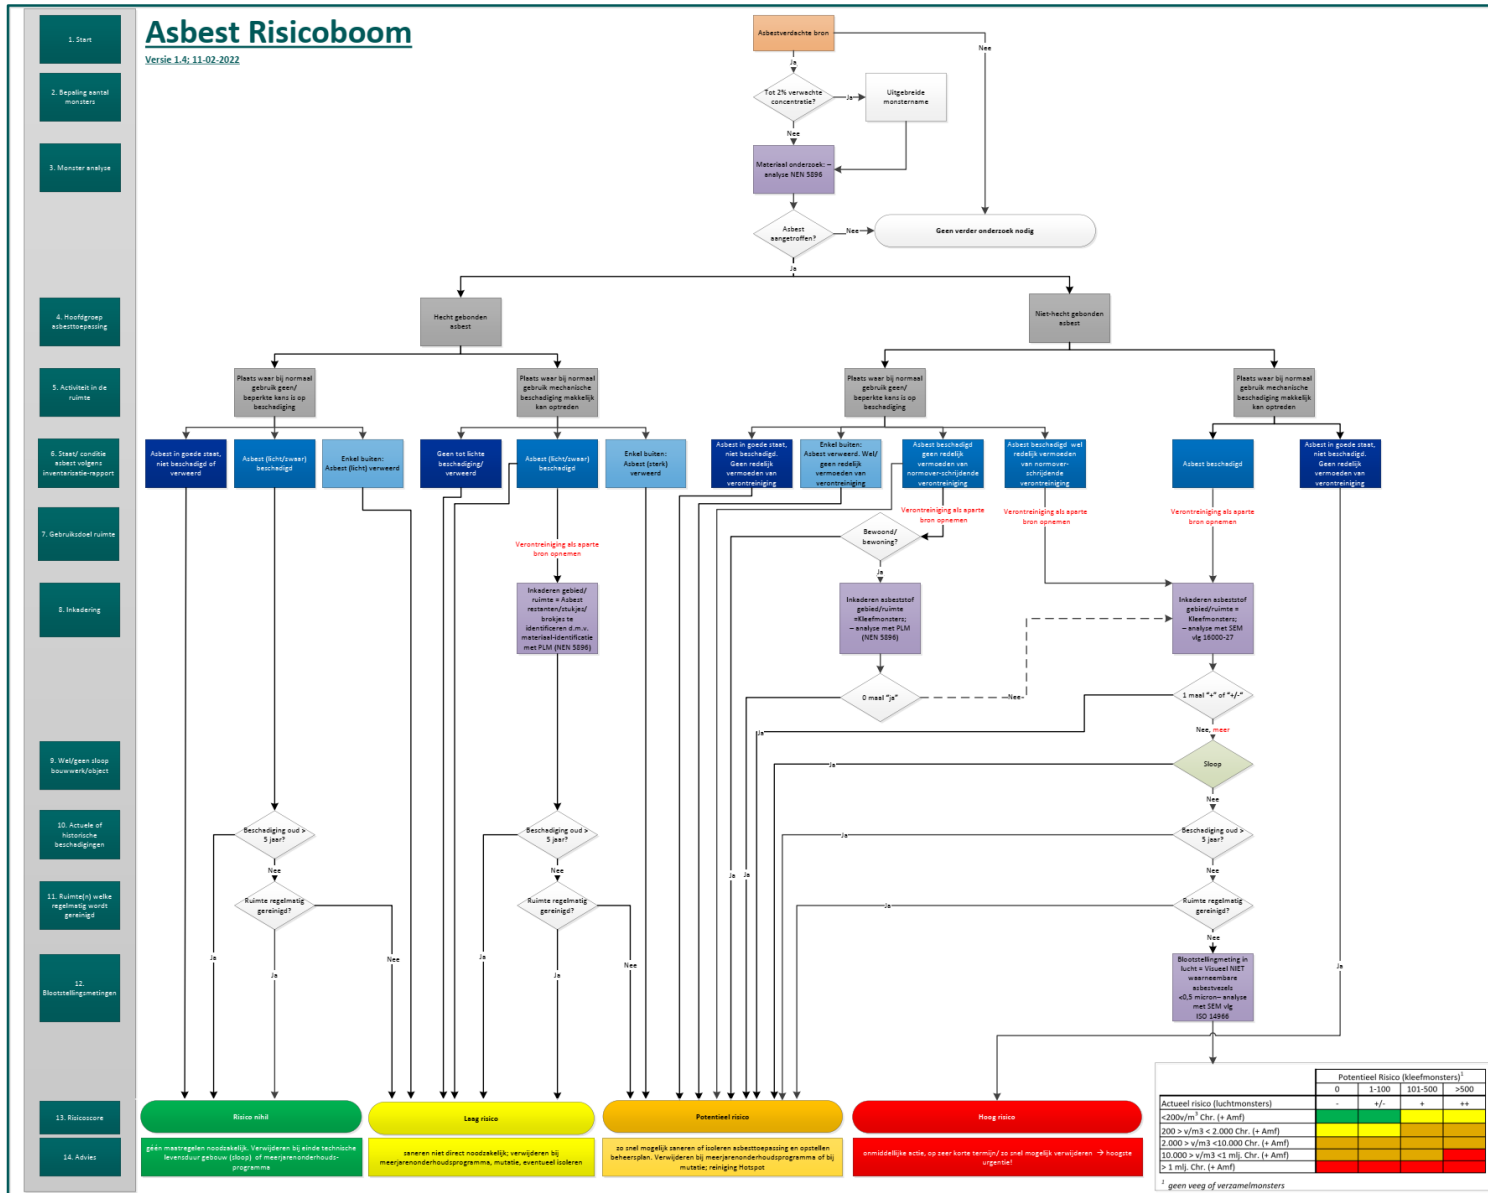 Asbest Risicoboom
Versie 1.4; 11-02-2022
1. Start
2. Bepaling aantal
monsters
3. Monster analyse
4. Hoofdgroep
asbesttoepassing
5. Activiteit in de
ruimte
6. Staat/ conditie
asbest volgens
inventarisatie-rapport
7. Gebruiksdoel ruimte
8. Inkadering
9. Wel/geen sloop
bouwwerk/object
10. Actuele of
historische
beschadigingen
11. Ruimte(n) welke
regelmatig wordt
gereinigd
12.
Blootstellingsmetingen
13. Risicoscore
14. Advies
Asbestverdachte bron
Nee
Ja
Tot 2% verwachte
concentratie?
Ja
Uitgebreide
monstername
Nee
Materiaal onderzoek: –
analyse NEN 5896
Asbest
aangetroffen?
Nee
Geen verder onderzoek nodig
Ja
Hecht gebonden
asbest
Niet-hecht gebonden
asbest
Plaats waar bij normaal
gebruik geen/
beperkte kans is op
beschadiging
Plaats waar bij normaal
gebruik mechanische
beschadiging makkelijk
kan optreden
Plaats waar bij normaal
gebruik geen/
beperkte kans is op
beschadiging
Plaats waar bij normaal
gebruik mechanische
beschadiging makkelijk
kan optreden
Asbest in goede staat,
niet beschadigd of
verweerd
Asbest (licht/zwaar)
beschadigd
Enkel buiten:
Asbest (licht) verweerd
Geen tot lichte
beschadiging/
verweerd
Asbest (licht/zwaar)
beschadigd
Enkel buiten:
Asbest (sterk)
verweerd
Asbest in goede staat,
niet beschadigd.
Geen redelijk
vermoeden van
verontreiniging
Enkel buiten:
Asbest verweerd. Wel/
geen redelijk
vermoeden van
verontreiniging
Asbest beschadigd
geen redelijk
vermoeden van
normover-schrijdende
verontreiniging
Asbest beschadigd wel
redelijk vermoeden
van normover-
schrijdende
verontreiniging
Asbest beschadigd
Asbest in goede staat,
niet beschadigd.
Geen redelijk
vermoeden van
verontreiniging
Verontreiniging als aparte
bron opnemen
Verontreiniging als aparte
bron opnemen
Verontreiniging als aparte
bron opnemen
Verontreiniging als aparte
bron opnemen
Bewoond/
bewoning?
Ja
Inkaderen gebied/
ruimte = Asbest
restanten/stukjes/
brokjes te
identificeren d.m.v.
materiaal-identificatie
met PLM (NEN 5896)
Inkaderen asbeststof
gebied/ruimte
=Kleefmonsters;
– analyse met PLM
(NEN 5896)
Inkaderen asbeststof
gebied/ruimte =
Kleefmonsters;
– analyse met SEM
vlg 16000-27
0 maal "ja"
Nee
1 maal "+" of "+/-"
Ja
Nee, meer
Sloop
Ja
Nee
Beschadiging oud >
5 jaar?
Nee
Beschadiging oud >
5 jaar?
Nee
Ja
Beschadiging oud >
5 jaar?
Nee
Ruimte regelmatig
gereinigd?
Ruimte regelmatig
gereinigd?
Ja
Ruimte regelmatig
gereinigd?
Nee
Ja
Ja
Nee
Ja
Ja
Nee
Ja
Ja
Blootstellingmeting in
lucht = Visueel NIET
waarneembare
asbestvezels
<0,5 micron– analyse
met SEM vlg
ISO 14966
Ja
Risico nihil
Laag risico
Potentieel risico
Hoog risico
géén maatregelen noodzakelijk. Verwijderen bij einde technische
levensduur gebouw (sloop) of meerjarenonderhouds-
programma
saneren niet direct noodzakelijk; verwijderen bij
meerjarenonderhoudsprogramma, mutatie, eventueel isoleren
zo snel mogelijk saneren of isoleren asbesttoepassing en opstellen
beheersplan. Verwijderen bij meerjarenonderhoudprogramma of bij
mutatie; reiniging Hotspot
onmiddellijke actie, op zeer korte termijn/ zo snel mogelijk verwijderen → hoogste
urgentie!
Potentieel Risico (kleefmonsters)¹
0 1-100 101-500 >500
Actueel risico (luchtmonsters) - +/- + ++
<200v/m³ Chr. (+ Amf)
200 > v/m3 < 2.000 Chr. (+ Amf)
2.000 > v/m3 <10.000 Chr. (+ Amf)
10.000 > v/m3 <1 mlj. Chr. (+ Amf)
> 1 mlj. Chr. (+ Amf)
¹ geen veeg of verzamelmonsters